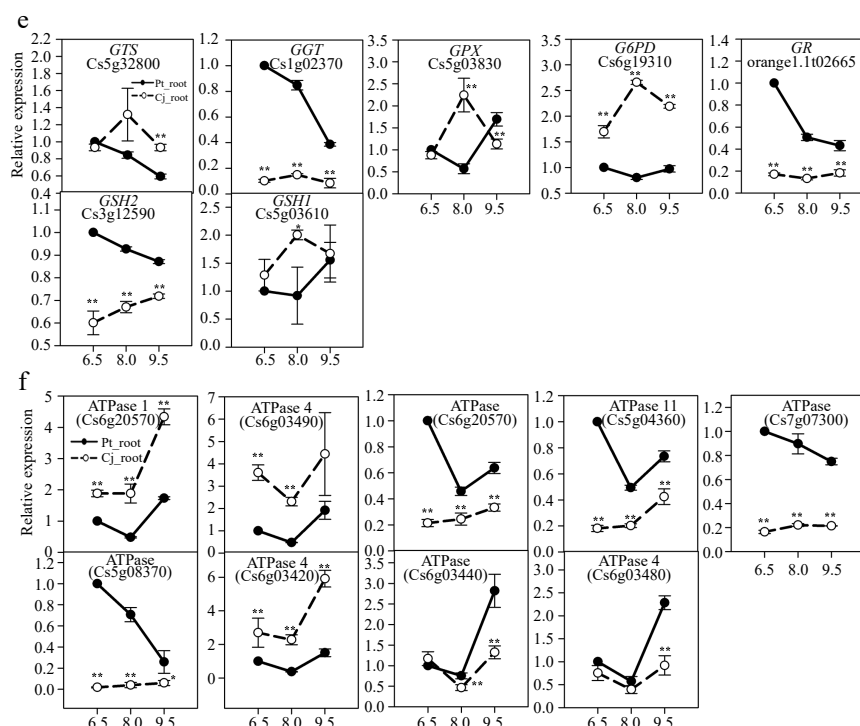 e
GTS
Cs5g32800
Pt_root
Cj_root
Relative expression
2.2
2.0
1.8
1.6
1.4
1.2
1.0
0.8
0.6
0.4
**
GGT
Cs1g02370
1.2
1.0
0.8
0.6
0.4
0.2
0.0
** ** **
GPX
Cs5g03830
3.5
3.0
2.5
2.0
1.5
1.0
0.5
0.0
**
**
G6PD
Cs6g19310
3.5
3.0
2.5
2.0
1.5
1.0
0.5
** ** **
6.5 8.0 9.5
GR
orange1.1t02665
1.4
1.2
1.0
0.8
0.6
0.4
0.2
0.0
** ** **
6.5 8.0 9.5
GSH2
Cs3g12590
1.0
0.9
0.8
0.7
0.6
0.5
** ** **
6.5 8.0 9.5
GSH1
Cs5g03610
2.5
2.0
1.5
1.0
0.5
0.0
*
6.5 8.0 9.5
6.5 8.0 9.5
f
ATPase 1
(Cs6g20570)
Pt_root
Cj_root
Relative expression
5
4
3
2
1
0
** ** **
ATPase 4
(Cs6g03490)
7
6
4
2
0
** **
ATPase
(Cs6g20570)
1.2
1.0
0.8
0.6
0.4
0.2
0.0
** ** **
ATPase 11
(Cs5g04360)
1.2
1.0
0.8
0.6
0.4
0.2
0.0
** ** **
ATPase
(Cs7g07300)
1.2
1.0
0.8
0.6
0.4
0.2
0.0
** ** **
6.5 8.0 9.5
ATPase
(Cs5g08370)
1.0
0.8
0.6
0.4
0.2
0.0
** ** *
6.5 8.0 9.5
ATPase 4
(Cs6g03420)
6
4
2
0
** ** **
6.5 8.0 9.5
ATPase
(Cs6g03440)
3.5
3.0
2.5
2.0
1.5
1.0
0.5
0.0
** **
6.5 8.0 9.5
ATPase 4
(Cs6g03480)
3.0
2.5
2.0
1.5
1.0
0.5
0.0
**
6.5 8.0 9.5